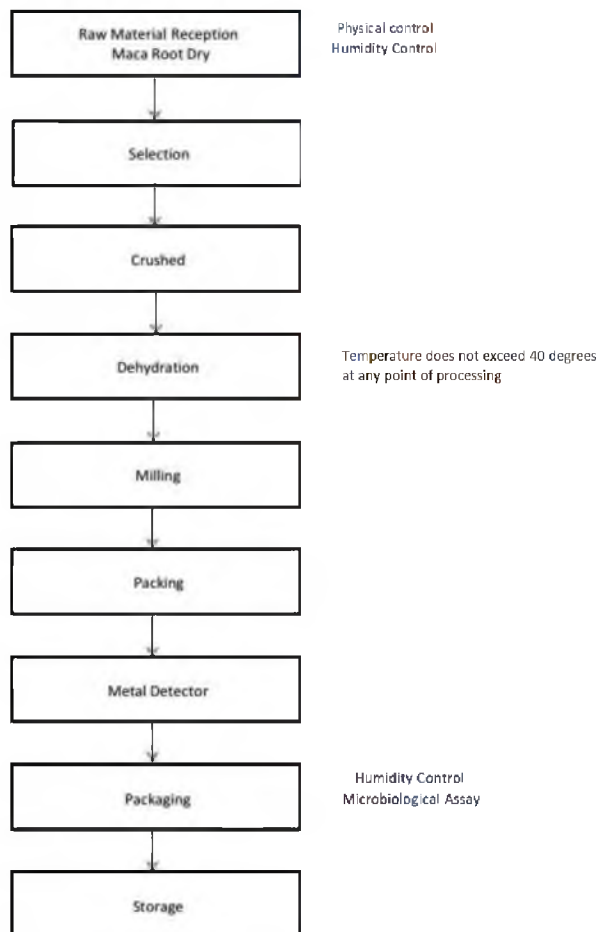 Raw Material Reception
Maca Root Dry
Physical control
Humidity Control
Selection
Crushed
Dehydration
Temperature does not exceed 40 degrees
at any point of processing
Milling
Packing
Metal Detector
Packaging
Humidity Control
Microbiological Assay
Storage